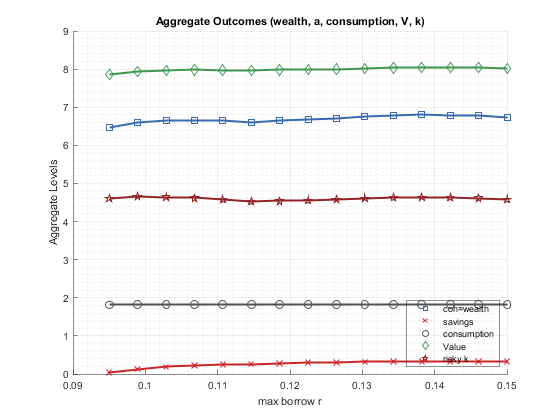 Aggregate Outcomes (wealth, a, consumption, V, k)
9
8
7
6
5
4
3
2
1
0
Aggregate Levels
coh=wealth
savings
consumption
Value
risky k
0.09
0.1
0.11
0.12
0.13
0.14
0.15
max borrow r